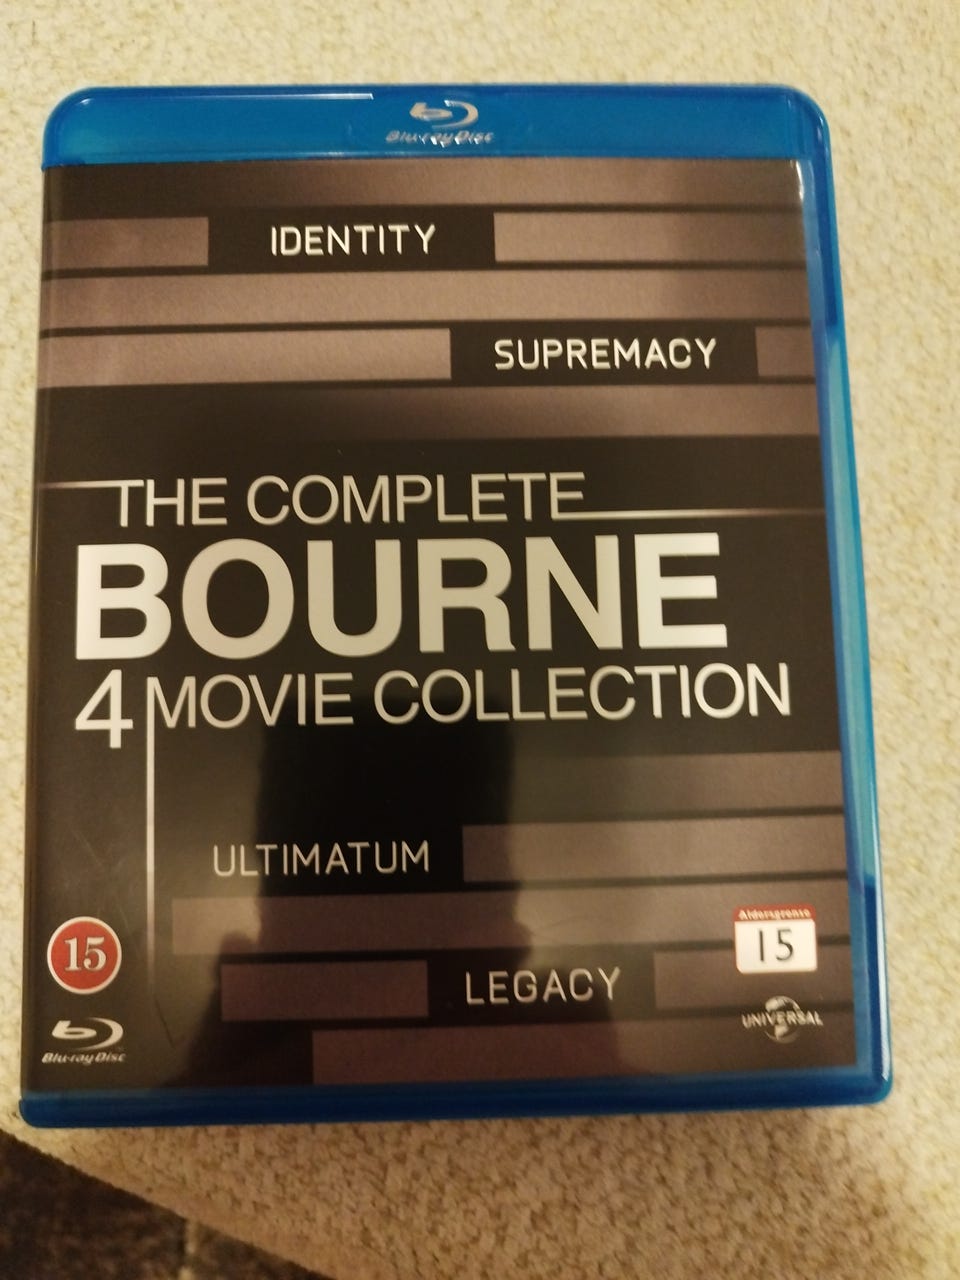 Blu-ray Disc
IDENTITY
SUPREMACY
THE COMPLETE
BOURNE
4 MOVIE COLLECTION
ULTIMATUM
LEGACY
15
Blu-ray Disc
Aldersgrense
15
UNIVERSAL